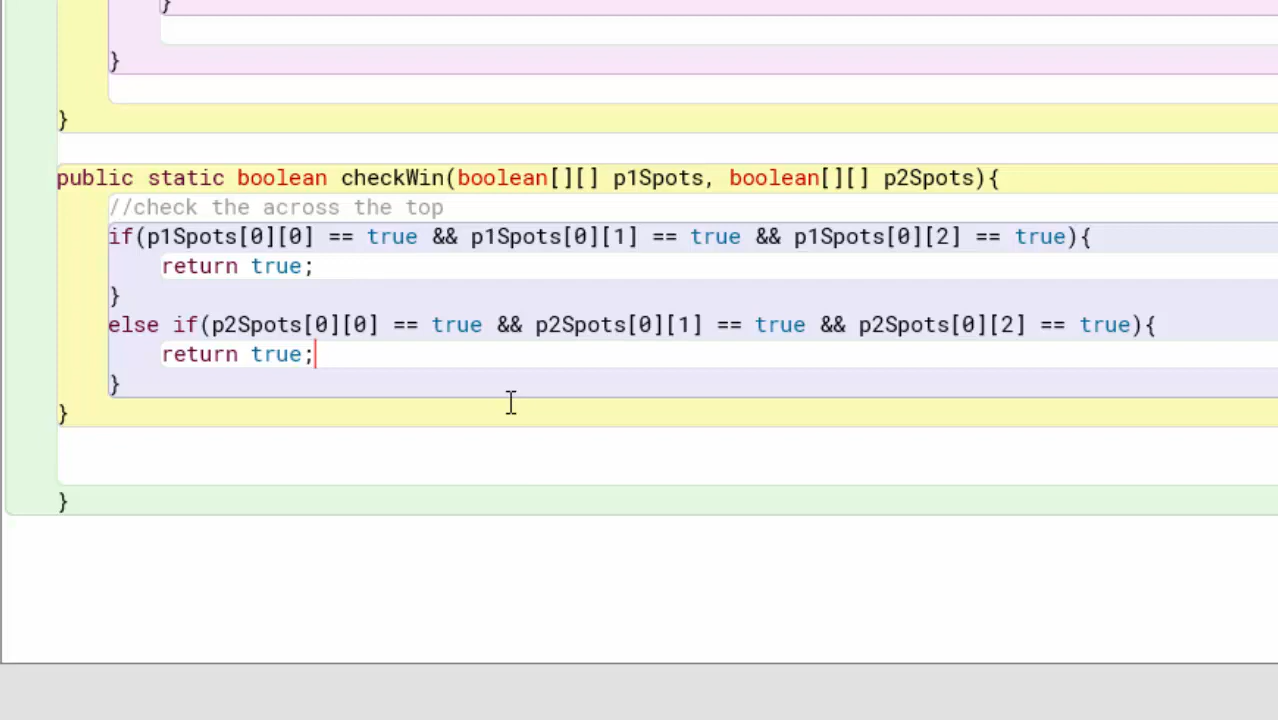 }
}
}
public static boolean checkWin(boolean[][] p1Spots, boolean[][] p2Spots){
//check the across the top
if(p1Spots[0][0] == true && p1Spots[0][1] == true && p1Spots[0][2] == true){
return true;
}
else if(p2Spots[0][0] == true && p2Spots[0][1] == true && p2Spots[0][2] == true){
return true;
}
}
}